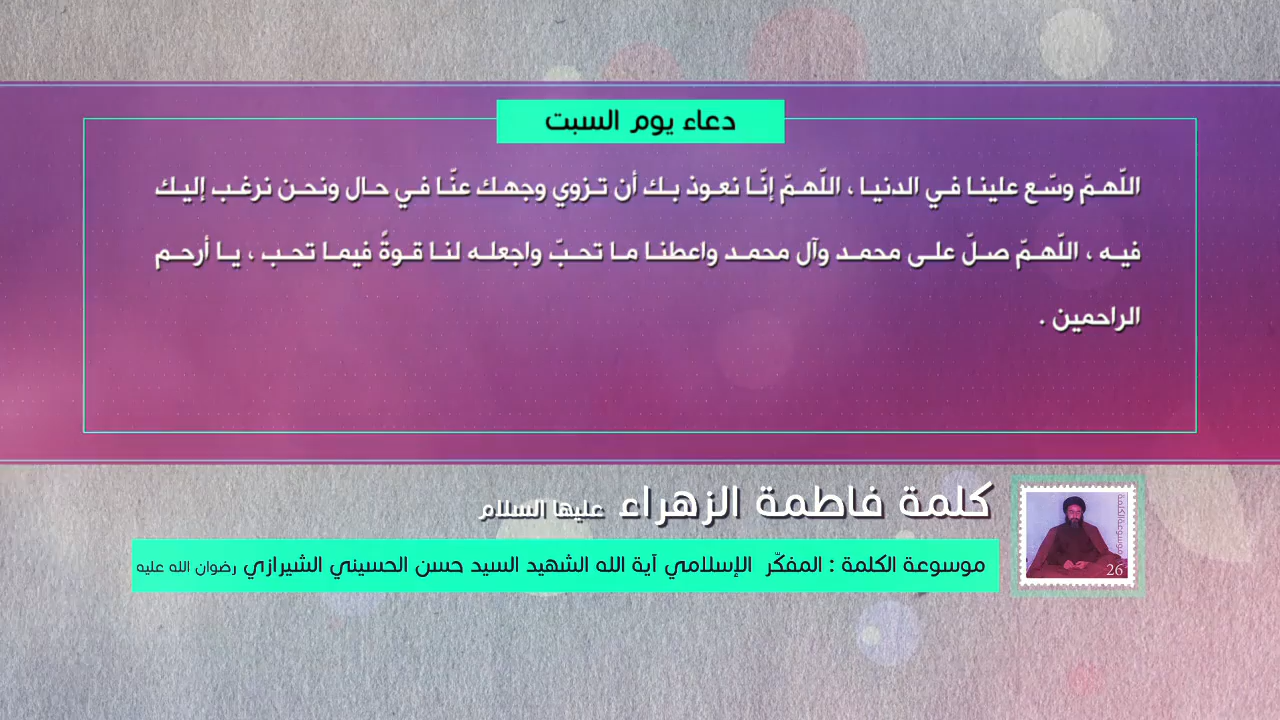 دعاء يوم السبت
اللّهمّ وسّع علينا في الدنيا ، اللّهمّ إنّا نعوذ بك أن تزوي وجهك عنّا في حال ونحن نرغب إليك
فيه ، اللّهمّ صلّ على محمد وآل محمد واعطنا ما تحبّ واجعله لنا قوةً فيما تحب ، يا أرحم
الراحمين .
كلمة فاطمة الزهراء عليها السلام
موسوعة الكلمة : المفكّر الإسلامي آية الله الشهيد السيد حسن الحسيني الشيرازي رضوان الله عليه
موسوعة الكلمة
26